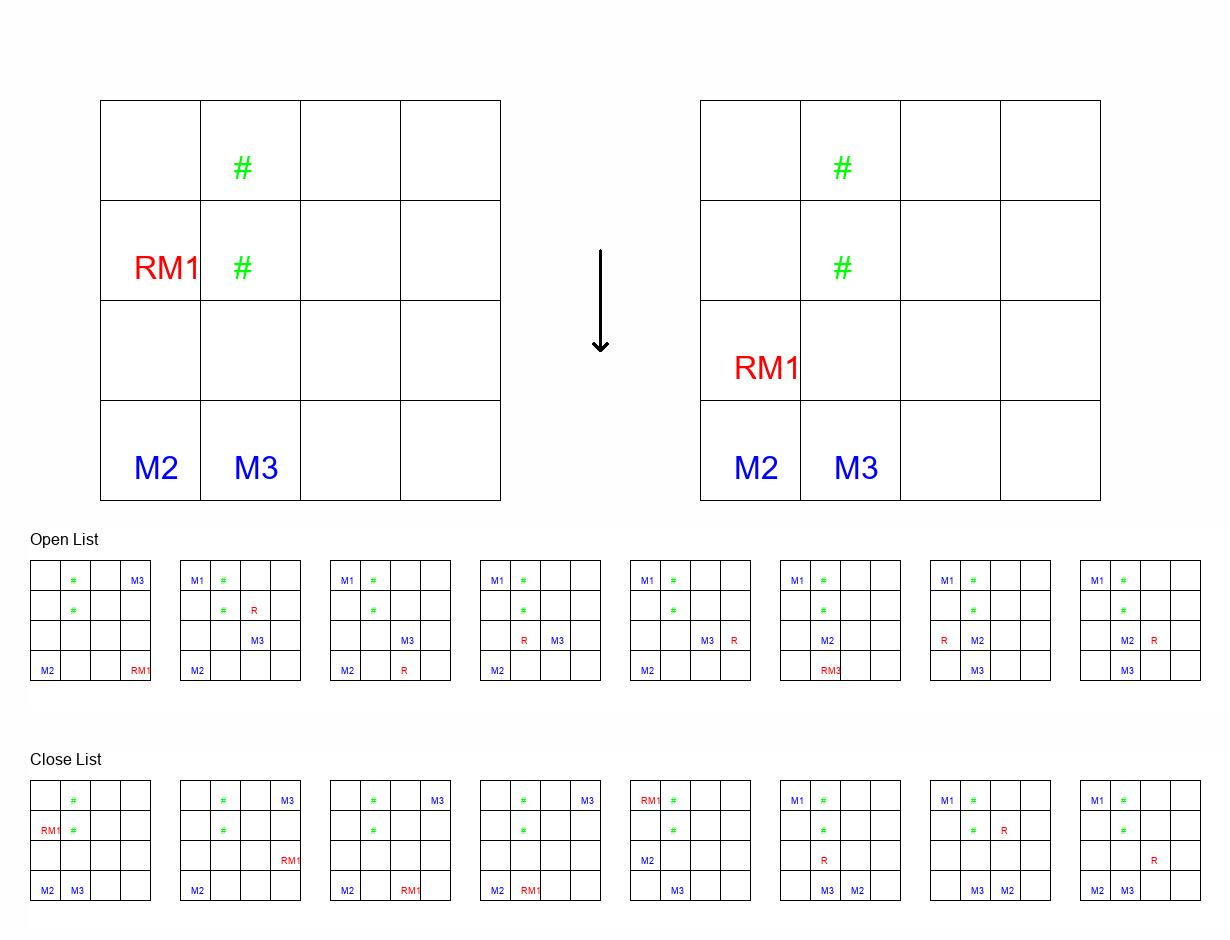 # #
RM1 # #
RM1
M2 M3 M2 M3
Open List
# M3 M1 # M1 # M1 # M1 # M1 # M1 # M1 #
# # R # # # # # #
M3 M3 R M3 M3 R M2 R M2 M2 R
M2 RM1 M2 M2 R M2 M2 RM3 M3 M3
Close List
# # M3 # M3 # M3 RM1 # M1 # M1 # M1 #
RM1 # # # # # # # R #
RM1 M2 R R
M2 M3 M2 M2 RM1 M2 RM1 M3 M3 M2 M3 M2 M2 M3